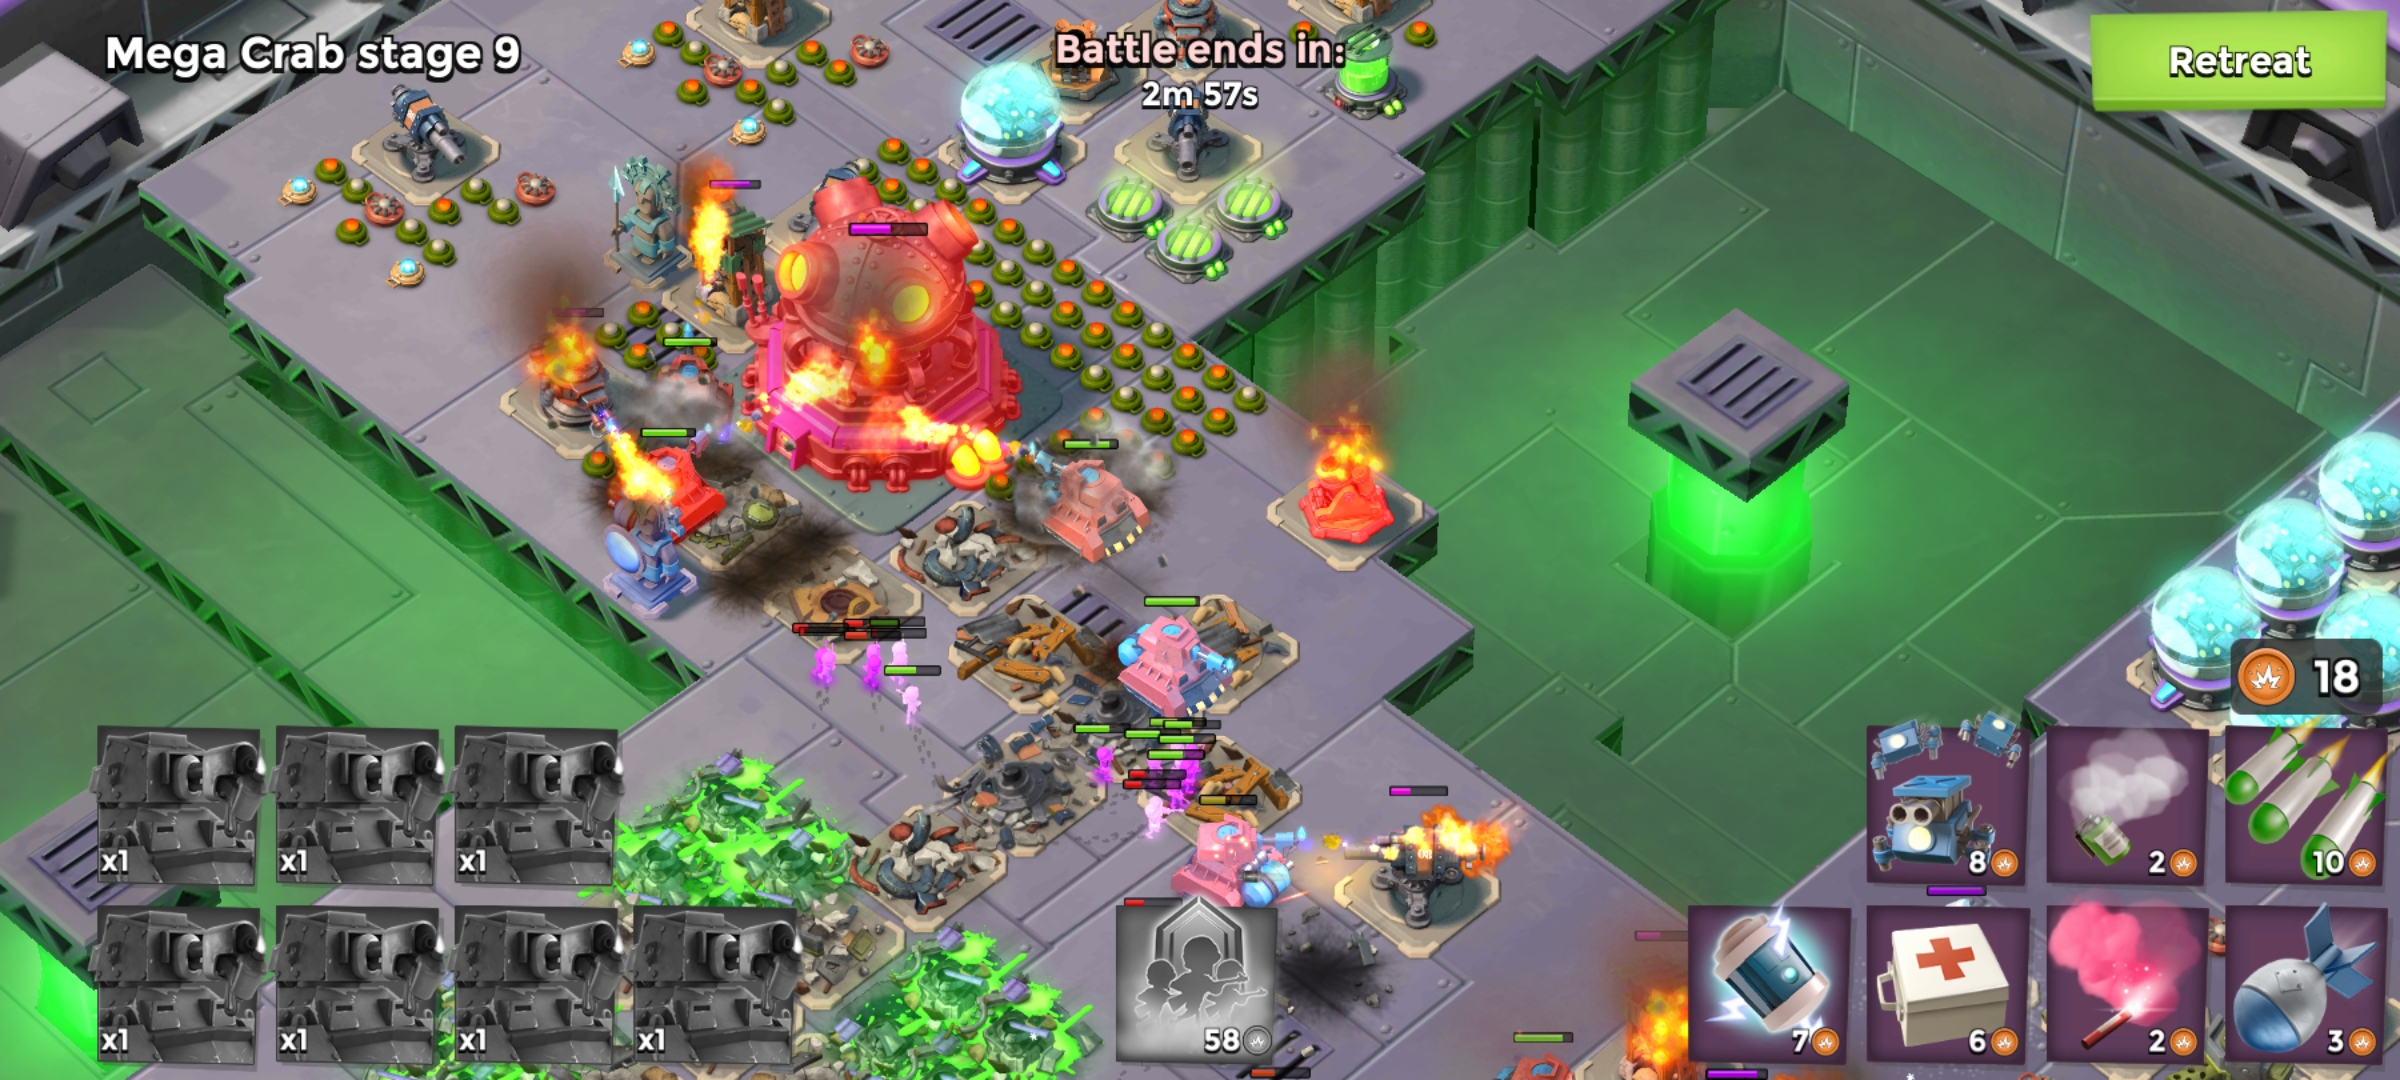 Mega Crab stage 9
Battle ends in:
2m 57s
Retreat
18
x1
x1
x1
8
2
10
x1
x1
x1
x1
58
7
6
2
3